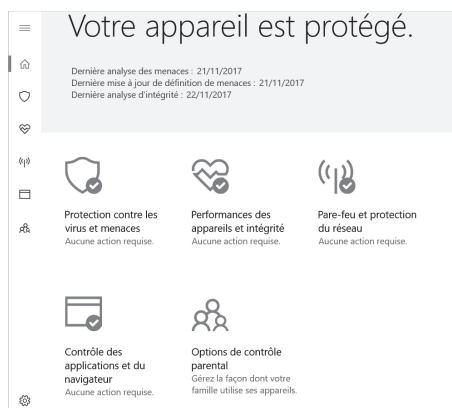 Votre appareil est protégé.
Dernière analyse des menaces : 21/11/2017
Dernière mise à jour de définition de menaces : 21/11/2017
Dernière analyse d'intégrité : 22/11/2017
Protection contre les
virus et menaces
Aucune action requise.
Performances des
appareils et intégrité
Aucune action requise.
Pare-feu et protection
du réseau
Aucune action requise.
Contrôle des
applications et du
navigateur
Aucune action requise.
Options de contrôle
parental
Gérez la façon dont votre
famille utilise ses appareils.